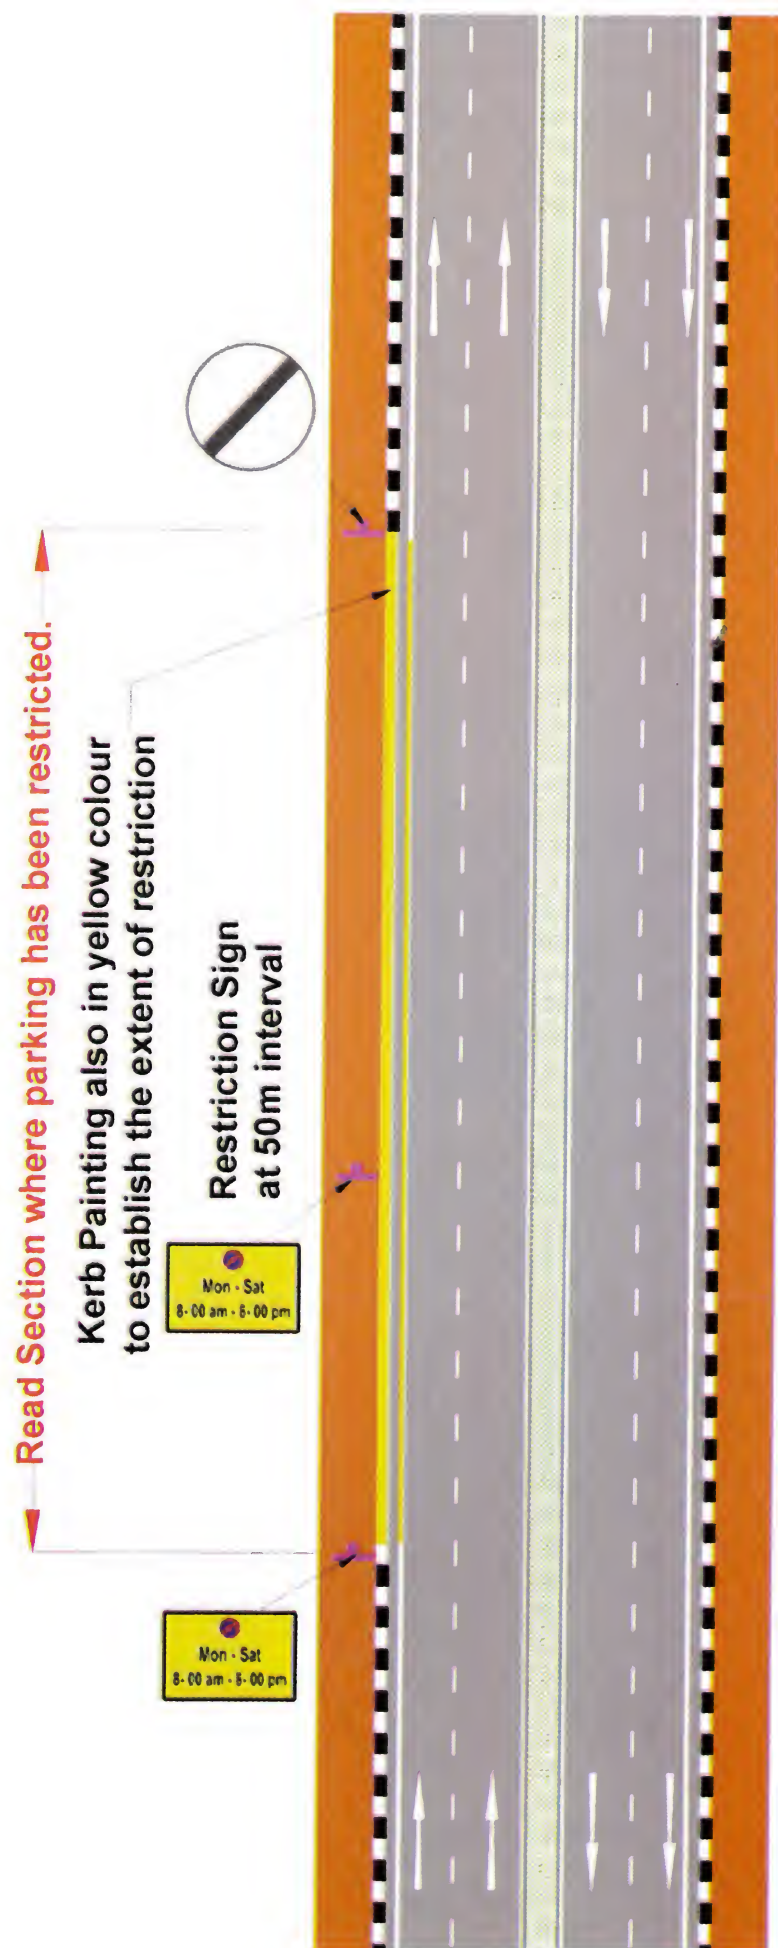 Read Section where parking has been restricted.
Kerb Painting also in yellow colour
to establish the extent of restriction
Restriction Sign
at 50m interval
Mon - Sat
8-00 am - 6-00 pm
Mon - Sat
8-00 am - 6-00 pm